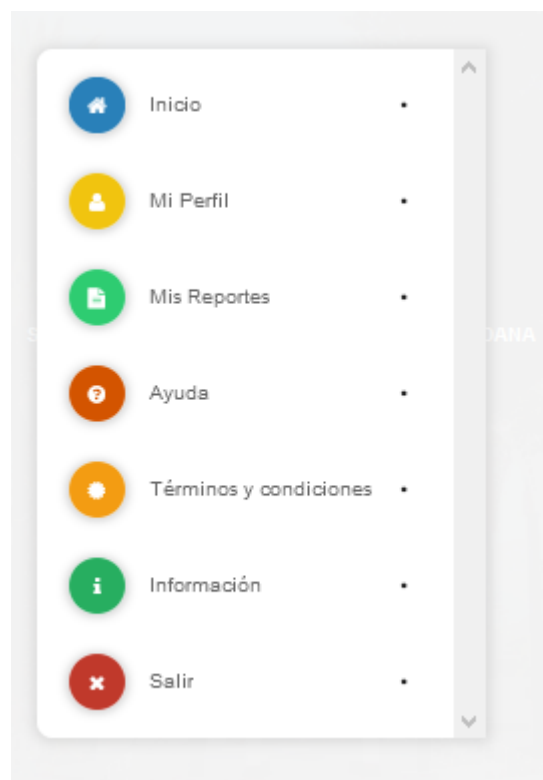 Inicio
Mi Perfil
Mis Reportes
Ayuda
Términos y condiciones
Información
Salir